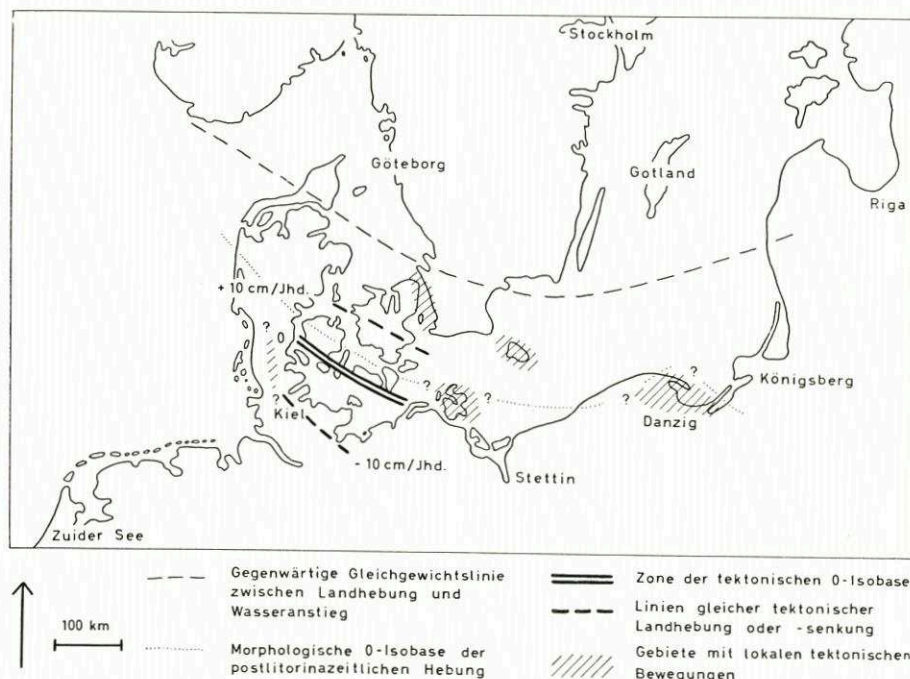 Stockholm
Göteborg
Gotland
Riga
+ 10 cm/Jhd.
?
?
?
?
?
?
?
Königsberg
Kiel
Danzig
- 10 cm/Jhd.
Stettin
Zuider See
100 km
Gegenwärtige Gleichgewichtslinie
zwischen Landhebung und
Wasseranstieg
Morphologische 0-Isobase der
postlitorinazeitlichen Hebung
Zone der tektonischen 0-Isobase
Linien gleicher tektonischer
Landhebung oder -senkung
Gebiete mit lokalen tektonischen
Bewegungen